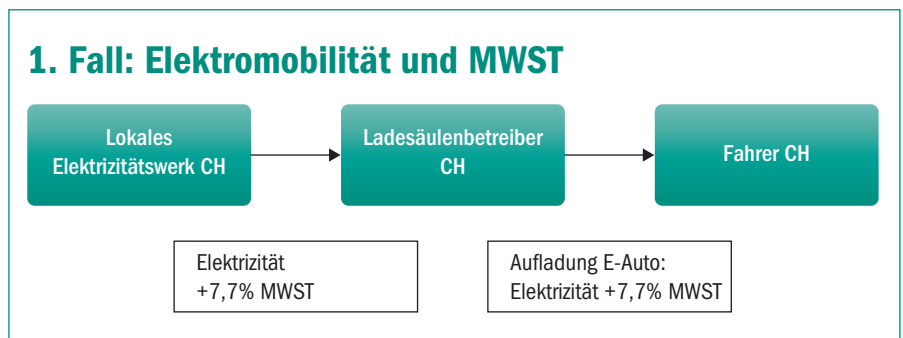 1. Fall: Elektromobilität und MWST
Lokales
Elektrizitätswerk CH
Ladesäulenbetreiber
CH
Fahrer CH
Elektrizität
+7,7% MWST
Aufladung E-Auto:
Elektrizität +7,7% MWST